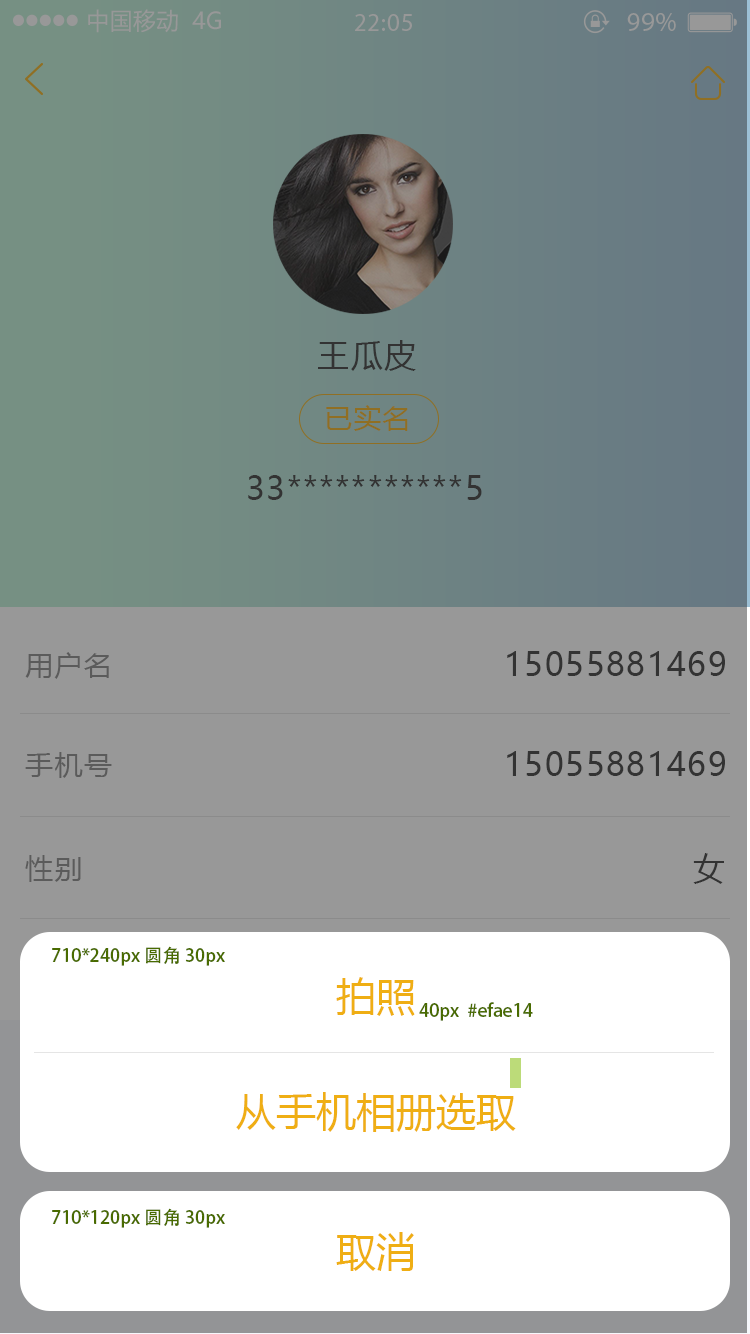 中国移动 4G 22:05 99%
王瓜皮
已实名
33***********5
用户名 15055881469
手机号 15055881469
性别 女
710*240px 圆角 30px
拍照 40px #efae14
从手机相册选取
710*120px 圆角 30px
取消